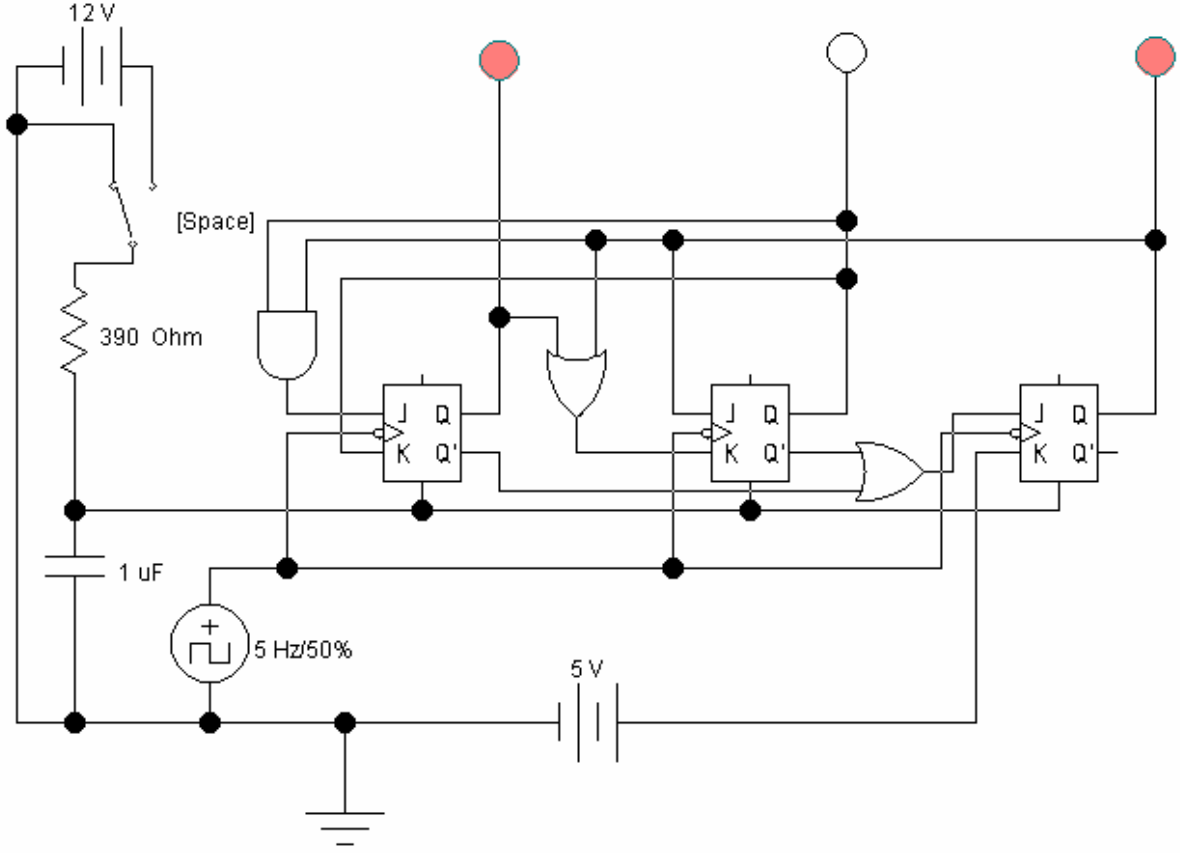 12 V
[Space]
390 Ohm
J Q
K Q'
J Q
K Q'
J Q
K Q'
1 uF
+
5 Hz/50%
5 V